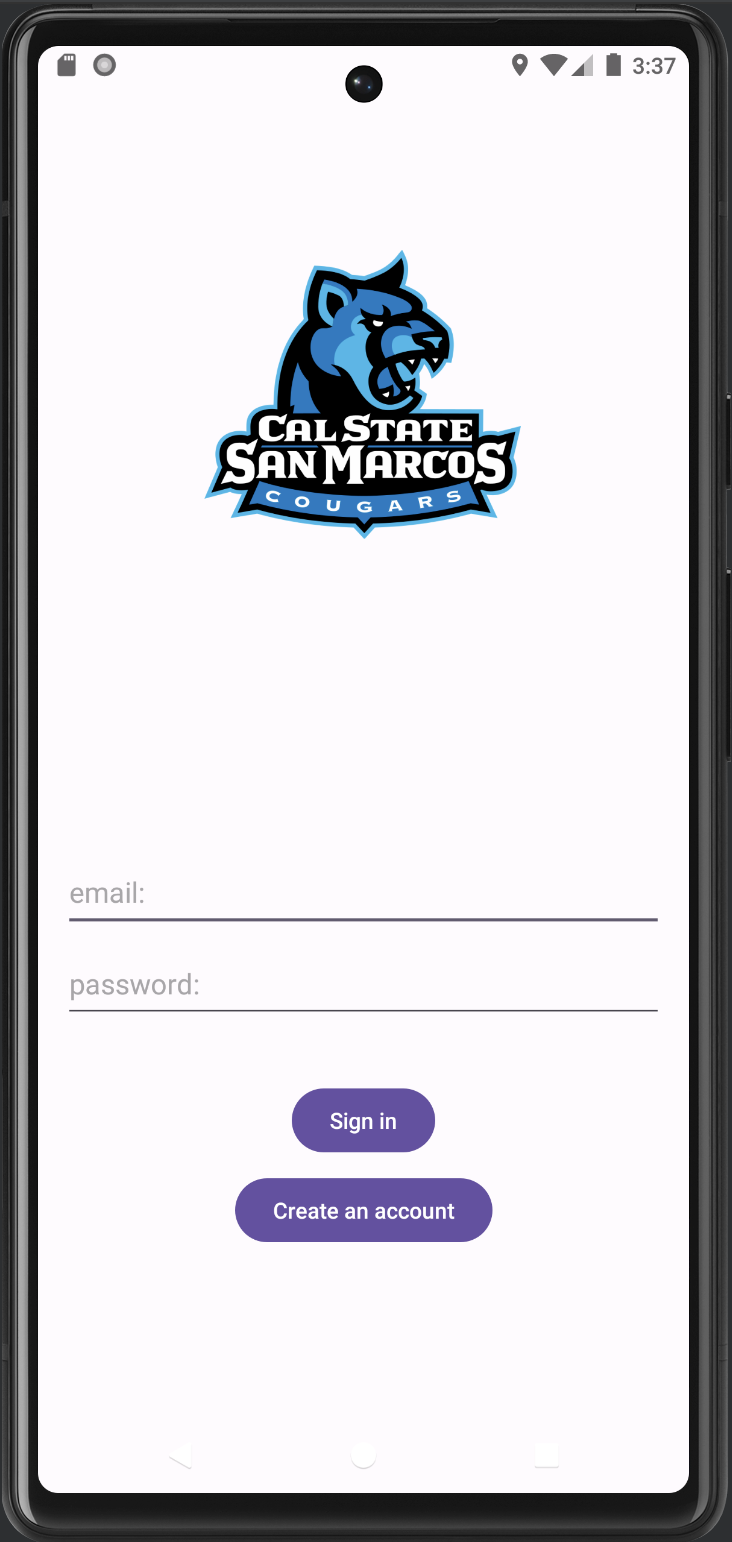 3:37
CAL STATE
SAN MARCOS
COUGARS
email:
password:
Sign in
Create an account